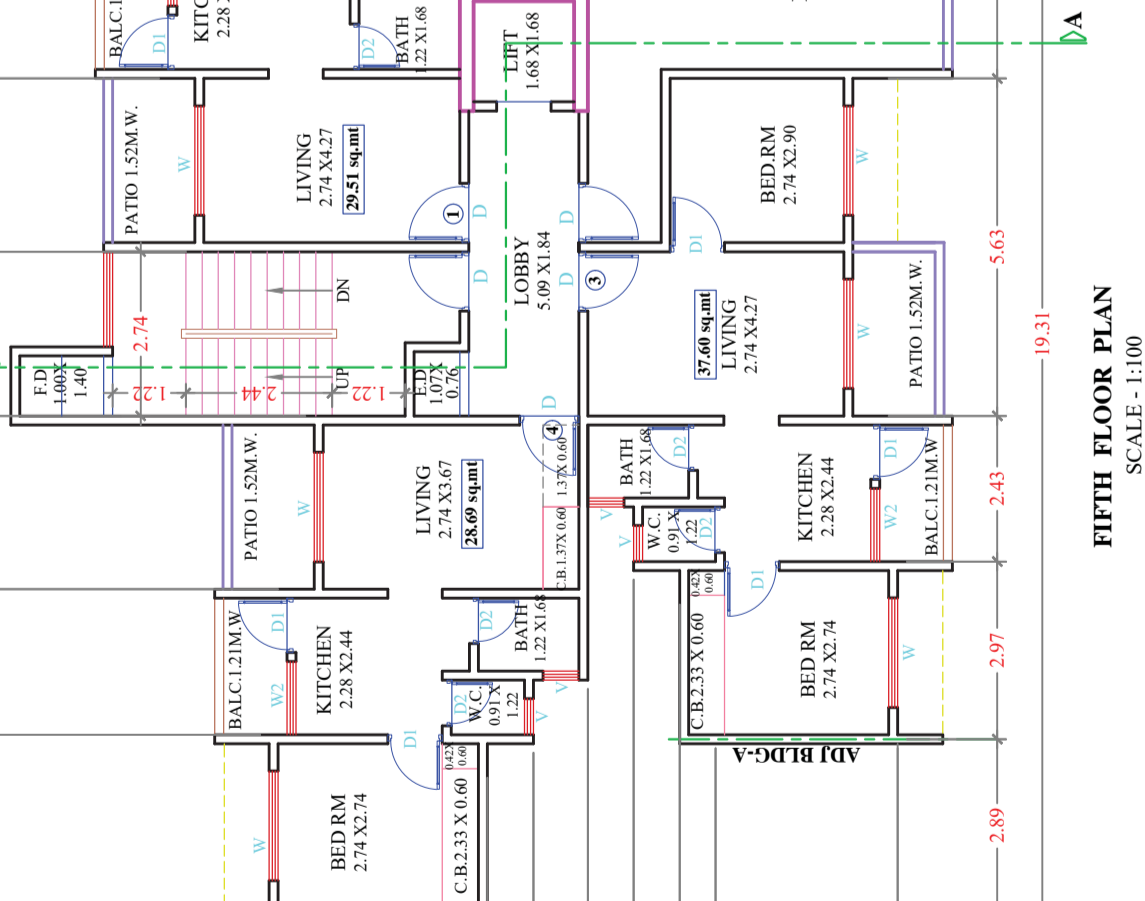 BALC.1
D1
KITC
2.28 X
D2
BATH
1.22 X1.68
LIFT
1.68 X1.68
A
PATIO 1.52M.W.
W
LIVING
2.74 X4.27
29.51 sq.mt
1
D
D
BED.RM
2.74 X2.90
W
D1
2.74
DN
UP
1.22
2.44
1.22
F.D
1.00X
1.40
E.D
1.07X
0.76
D
D
LOBBY
5.09 X1.84
3
37.60 sq.mt
LIVING
2.74 X4.27
W
PATIO 1.52M.W.
5.63
19.31
PATIO 1.52M.W.
W
LIVING
2.74 X3.67
28.69 sq.mt
D
4
1.37X 0.60
C.B.1.37X 0.60
BATH
1.22 X1.68
D2
V
V
W.C.
0.91 X
1.22
D2
KITCHEN
2.28 X2.44
D1
W2
BALC.1.21M.W
2.43
BALC.1.21M.W
D1
W2
KITCHEN
2.28 X2.44
D2
BATH
1.22 X1.68
V
V
D2
W.C.
0.91 X
1.22
D1
0.42X
0.60
C.B.2.33 X 0.60
0.42X
0.60
D1
C.B.2.33 X 0.60
BED RM
2.74 X2.74
W
2.97
ADJ BLDG-A
W
BED RM
2.74 X2.74
2.89
FIFTH FLOOR PLAN
SCALE - 1:100